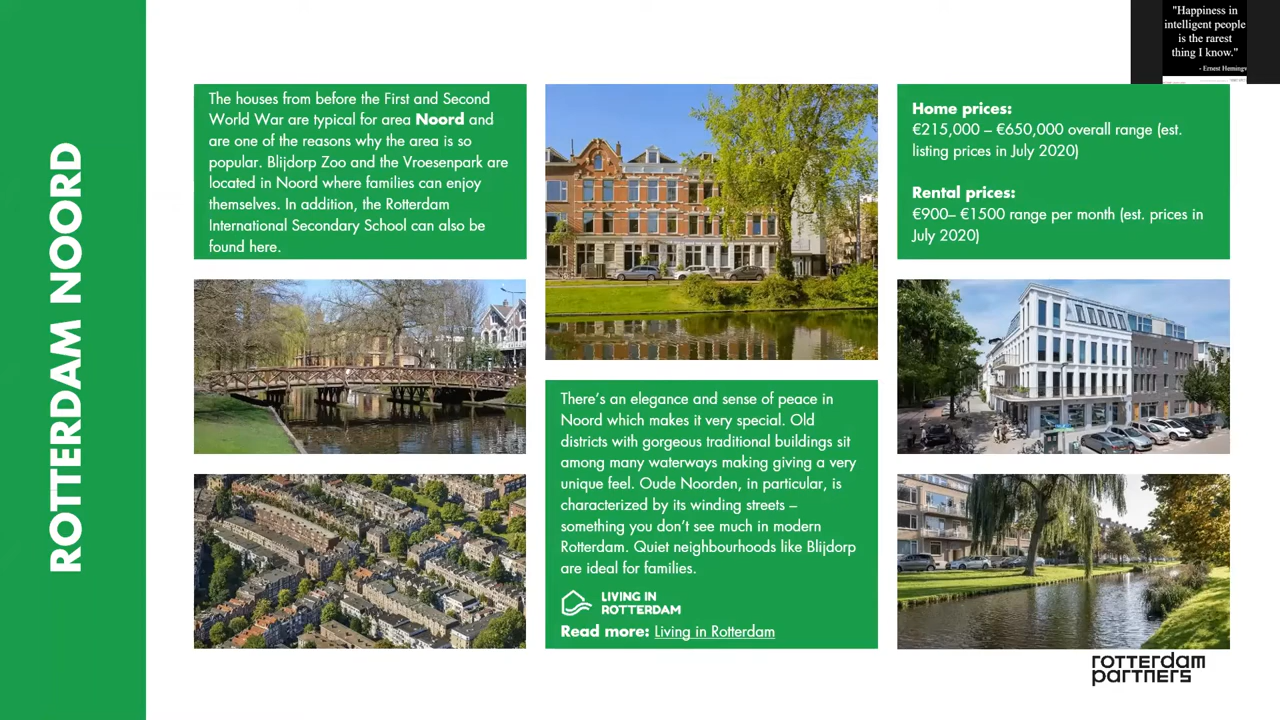 ROTTERDAM NOORD
The houses from before the First and Second
World War are typical for area Noord and
are one of the reasons why the area is so
popular. Blijdorp Zoo and the Vroesenpark are
located in Noord where families can enjoy
themselves. In addition, the Rotterdam
International Secondary School can also be
found here.
There's an elegance and sense of peace in
Noord which makes it very special. Old
districts with gorgeous traditional buildings sit
among many waterways making giving a very
unique feel. Oude Noorden, in particular, is
characterized by its winding streets –
something you don't see much in modern
Rotterdam. Quiet neighbourhoods like Blijdorp
are ideal for families.
LIVING IN
ROTTERDAM
Read more: Living in Rotterdam
"Happiness in
intelligent people
is the rarest
thing I know."
- Ernest Hemingw
Home prices:
€215,000 – €650,000 overall range (est.
listing prices in July 2020)
Rental prices:
€900– €1500 range per month (est. prices in
July 2020)
rotterdam
partners